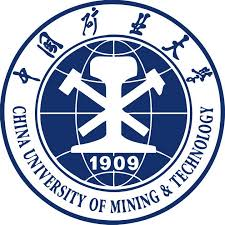 中国矿业大学
1909
CHINA UNIVERSITY OF MINING & TECHNOLOGY